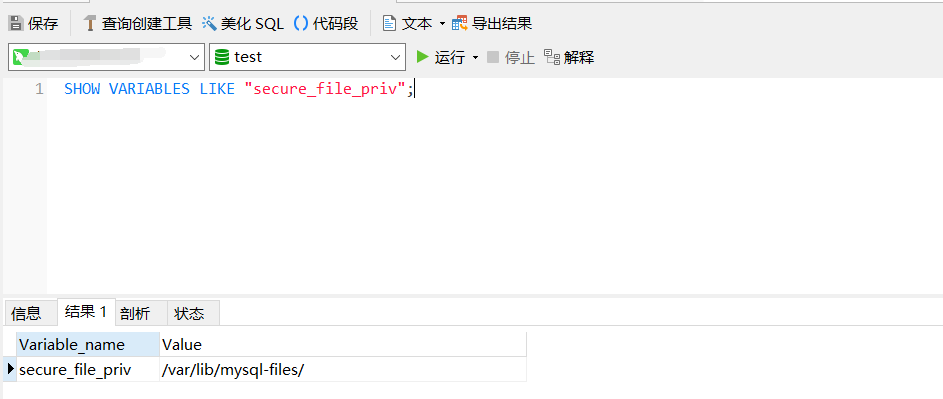 保存 查询创建工具 美化 SQL () 代码段 文本 导出结果
test 运行 停止 解释
1 SHOW VARIABLES LIKE "secure_file_priv";
信息 结果 1 剖析 状态
Variable_name Value
secure_file_priv /var/lib/mysql-files/